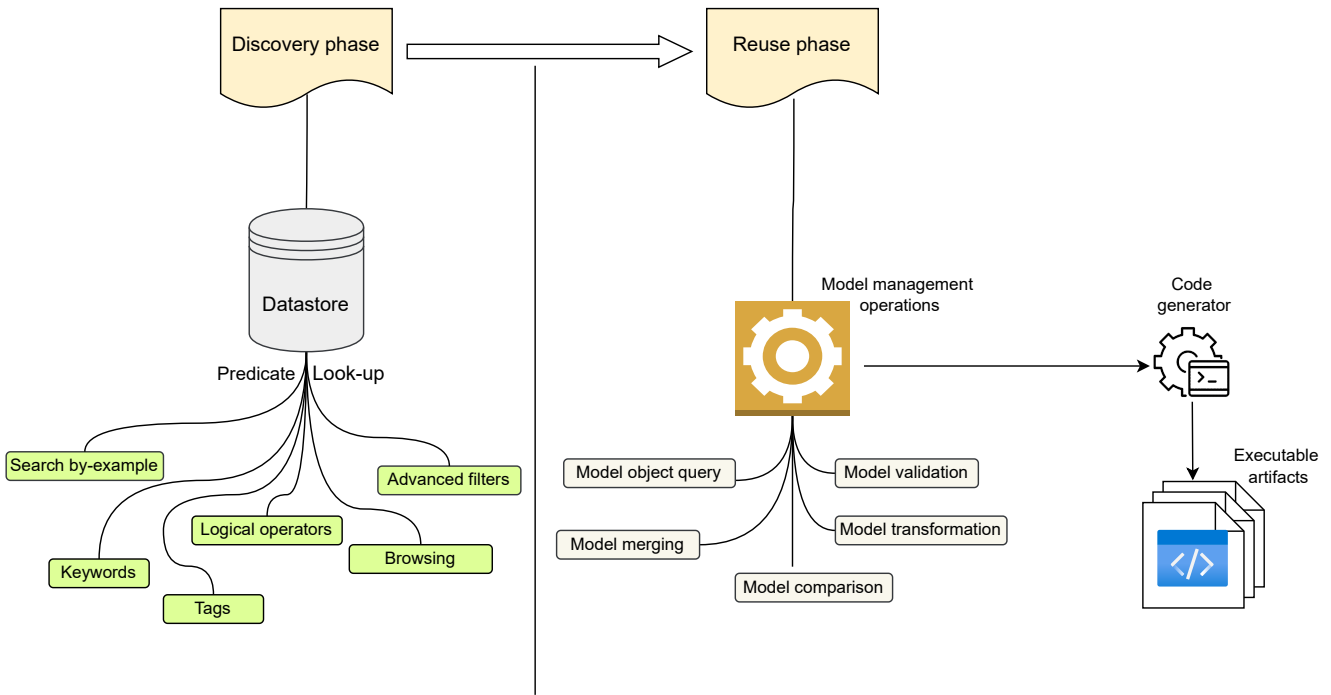 Discovery phase
Reuse phase
Datastore
Predicate
Look-up
Search by-example
Advanced filters
Logical operators
Browsing
Keywords
Tags
Model management
operations
Code
generator
Model object query
Model validation
Model merging
Model transformation
Model comparison
Executable
artifacts